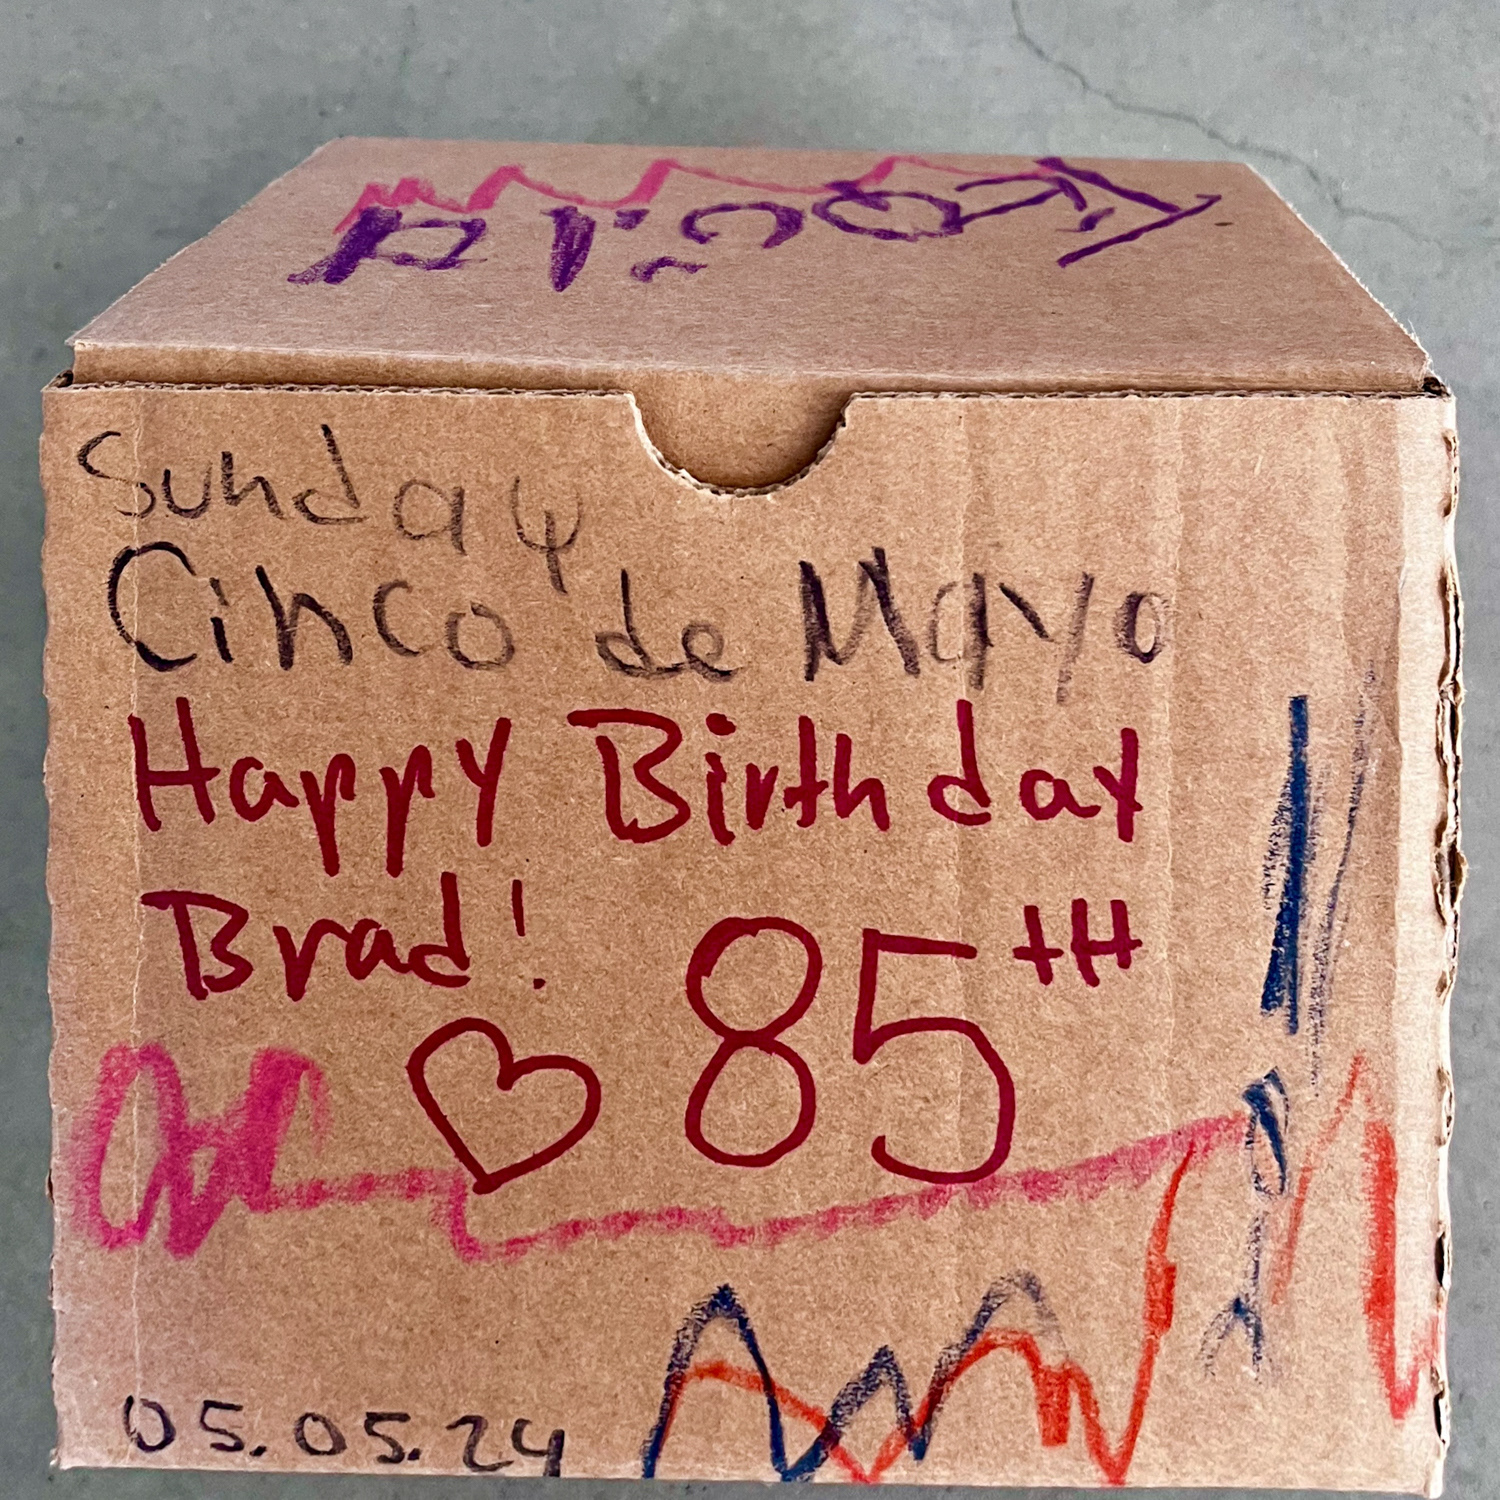 Sunday
Cinco de Mayo
Happy Birthday
Brad!
85TH
05.05.24